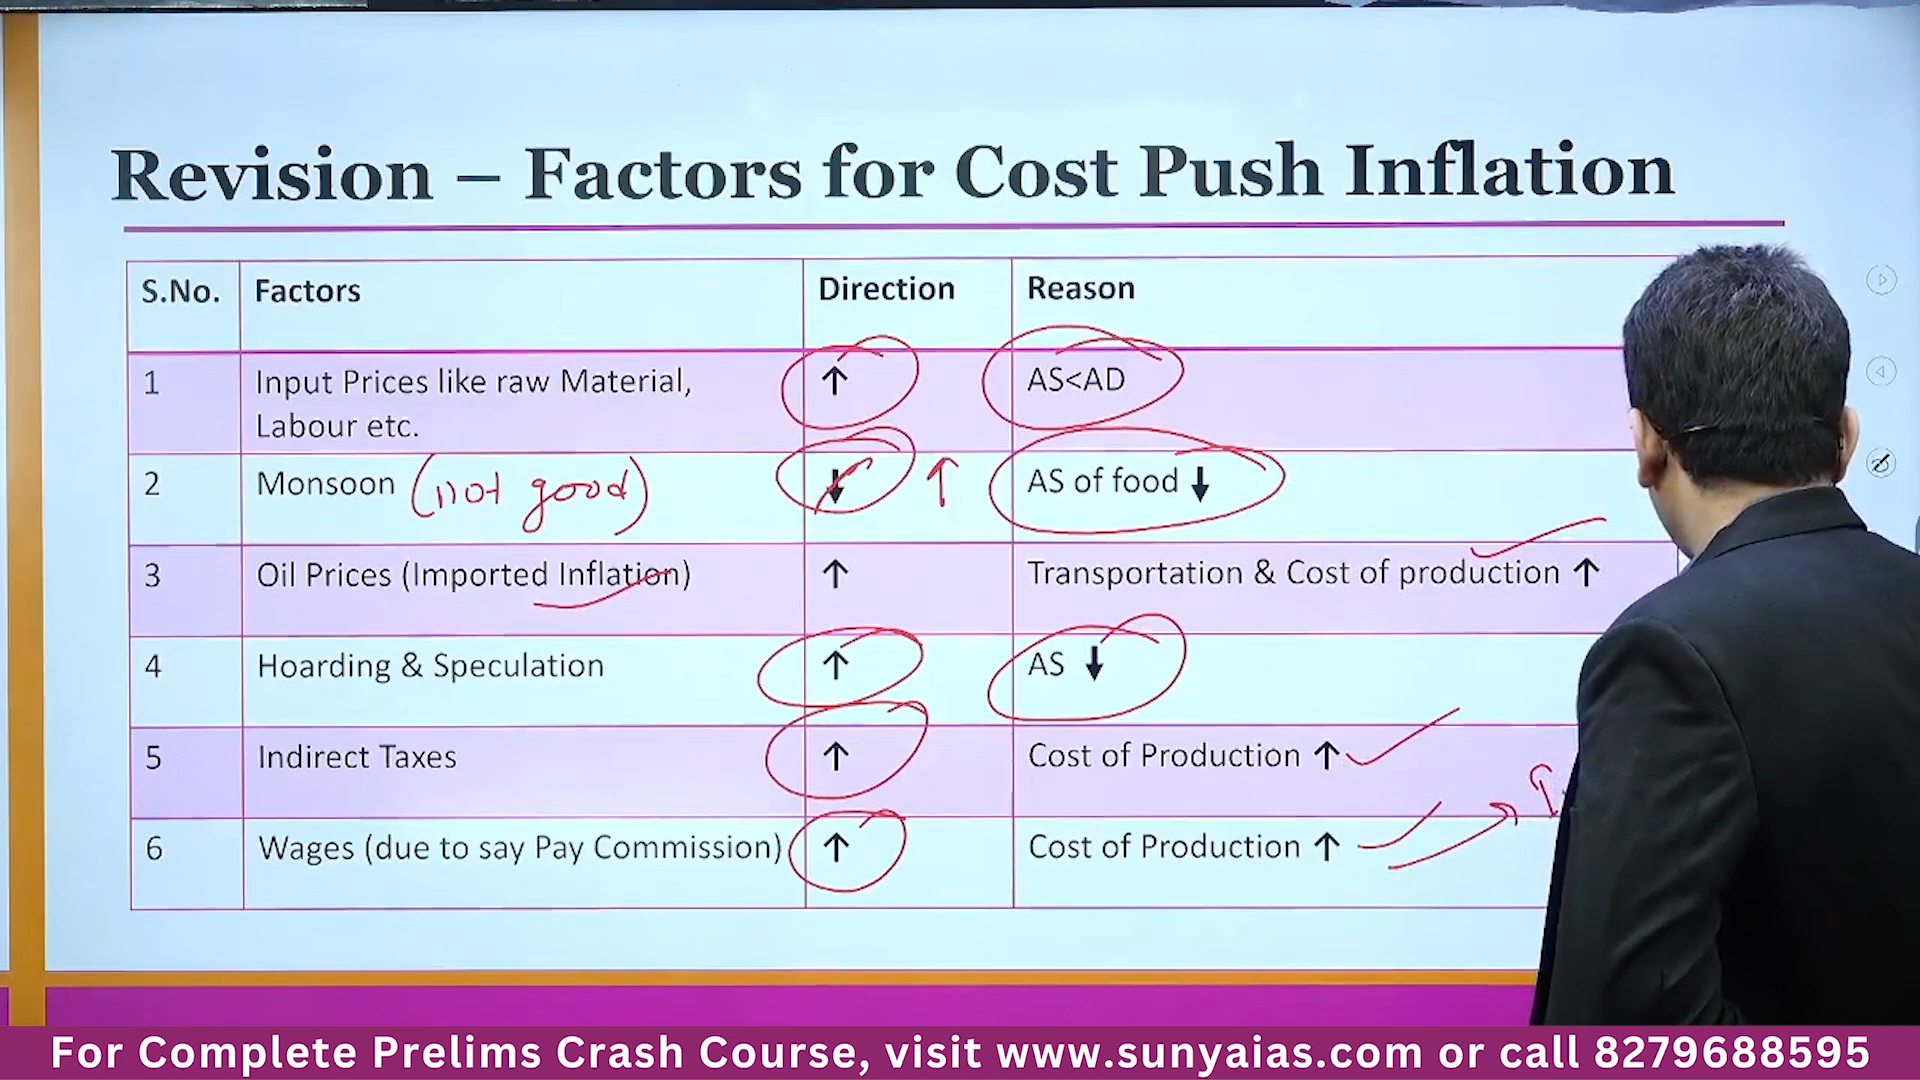 Revision – Factors for Cost Push Inflation
S.No. Factors Direction Reason
1 Input Prices like raw Material, ↑ AS<AD
Labour etc.
2 Monsoon (not good) ↓ ↑ AS of food ↓
3 Oil Prices (Imported Inflation) ↑ Transportation & Cost of production ↑
4 Hoarding & Speculation ↑ AS ↓
5 Indirect Taxes ↑ Cost of Production ↑
6 Wages (due to say Pay Commission) ↑ Cost of Production ↑
For Complete Prelims Crash Course, visit www.sunyaias.com or call 8279688595